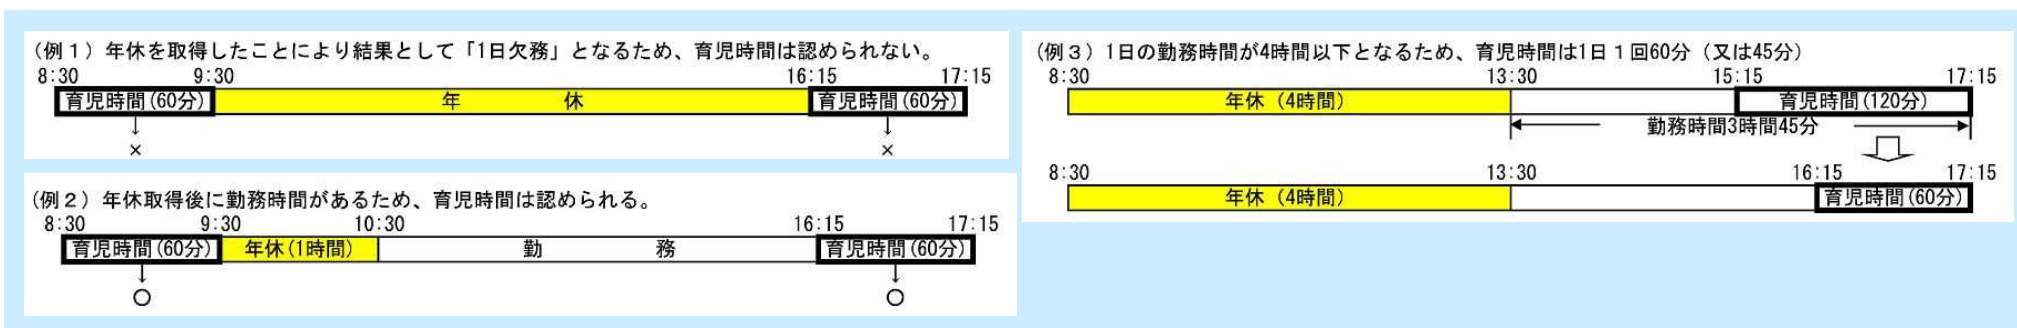 (例1)年休を取得したことにより結果として「1日欠務」となるため、育児時間は認められない。
8:30 9:30 16:15 17:15
育児時間(60分) 年 休 育児時間(60分)
↓ ↓
× ×
(例2)年休取得後に勤務時間があるため、育児時間は認められる。
8:30 9:30 10:30 16:15 17:15
育児時間(60分) 年休(1時間) 勤 務 育児時間(60分)
↓ ↓
○ ○
(例3)1日の勤務時間が4時間以下となるため、育児時間は1日1回60分(又は45分)
8:30 13:30 15:15 17:15
年休(4時間) 育児時間(120分)
勤務時間3時間45分
8:30 13:30 16:15 17:15
年休(4時間) 育児時間(60分)